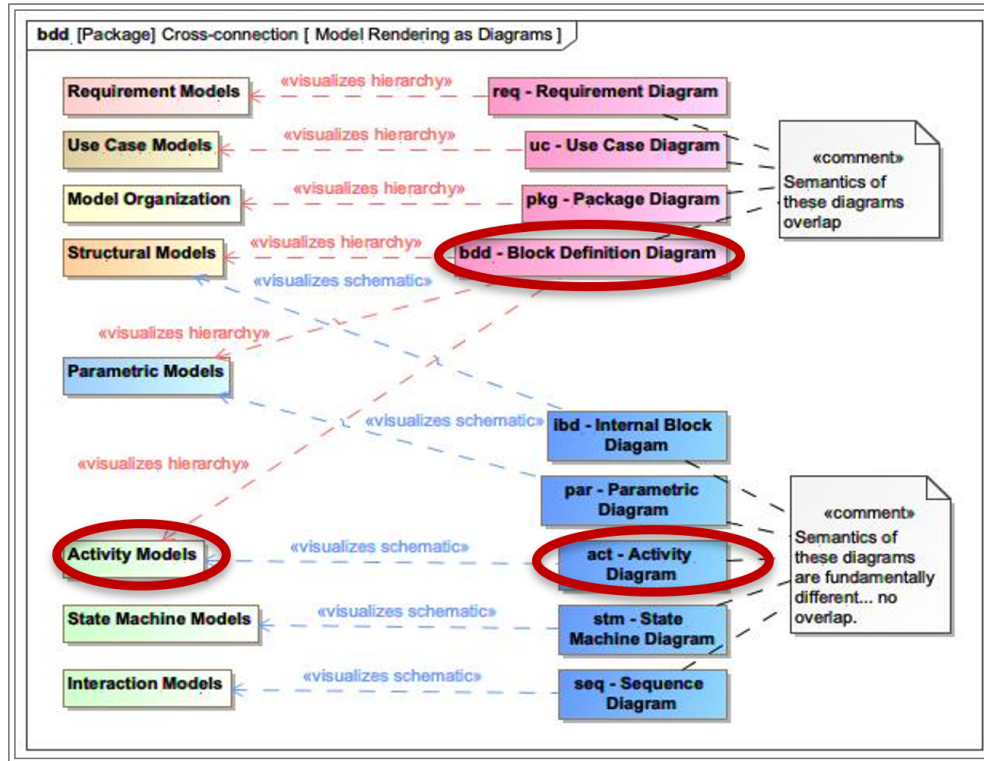 bdd [Package] Cross-connection [ Model Rendering as Diagrams ]
Requirement Models
«visualizes hierarchy»
req - Requirement Diagram
Use Case Models
«visualizes hierarchy»
uc - Use Case Diagram
«comment»
Semantics of
these diagrams
overlap
Model Organization
«visualizes hierarchy»
pkg - Package Diagram
Structural Models
«visualizes hierarchy»
bdd - Block Definition Diagram
«visualizes schematic»
«visualizes hierarchy»
Parametric Models
«visualizes schematic»
ibd - Internal Block
Diagam
«visualizes hierarchy»
par - Parametric
Diagram
«comment»
Semantics of
these diagrams
are fundamentally
different... no
overlap.
Activity Models
«visualizes schematic»
act - Activity
Diagram
State Machine Models
«visualizes schematic»
stm - State
Machine Diagram
Interaction Models
«visualizes schematic»
seq - Sequence
Diagram